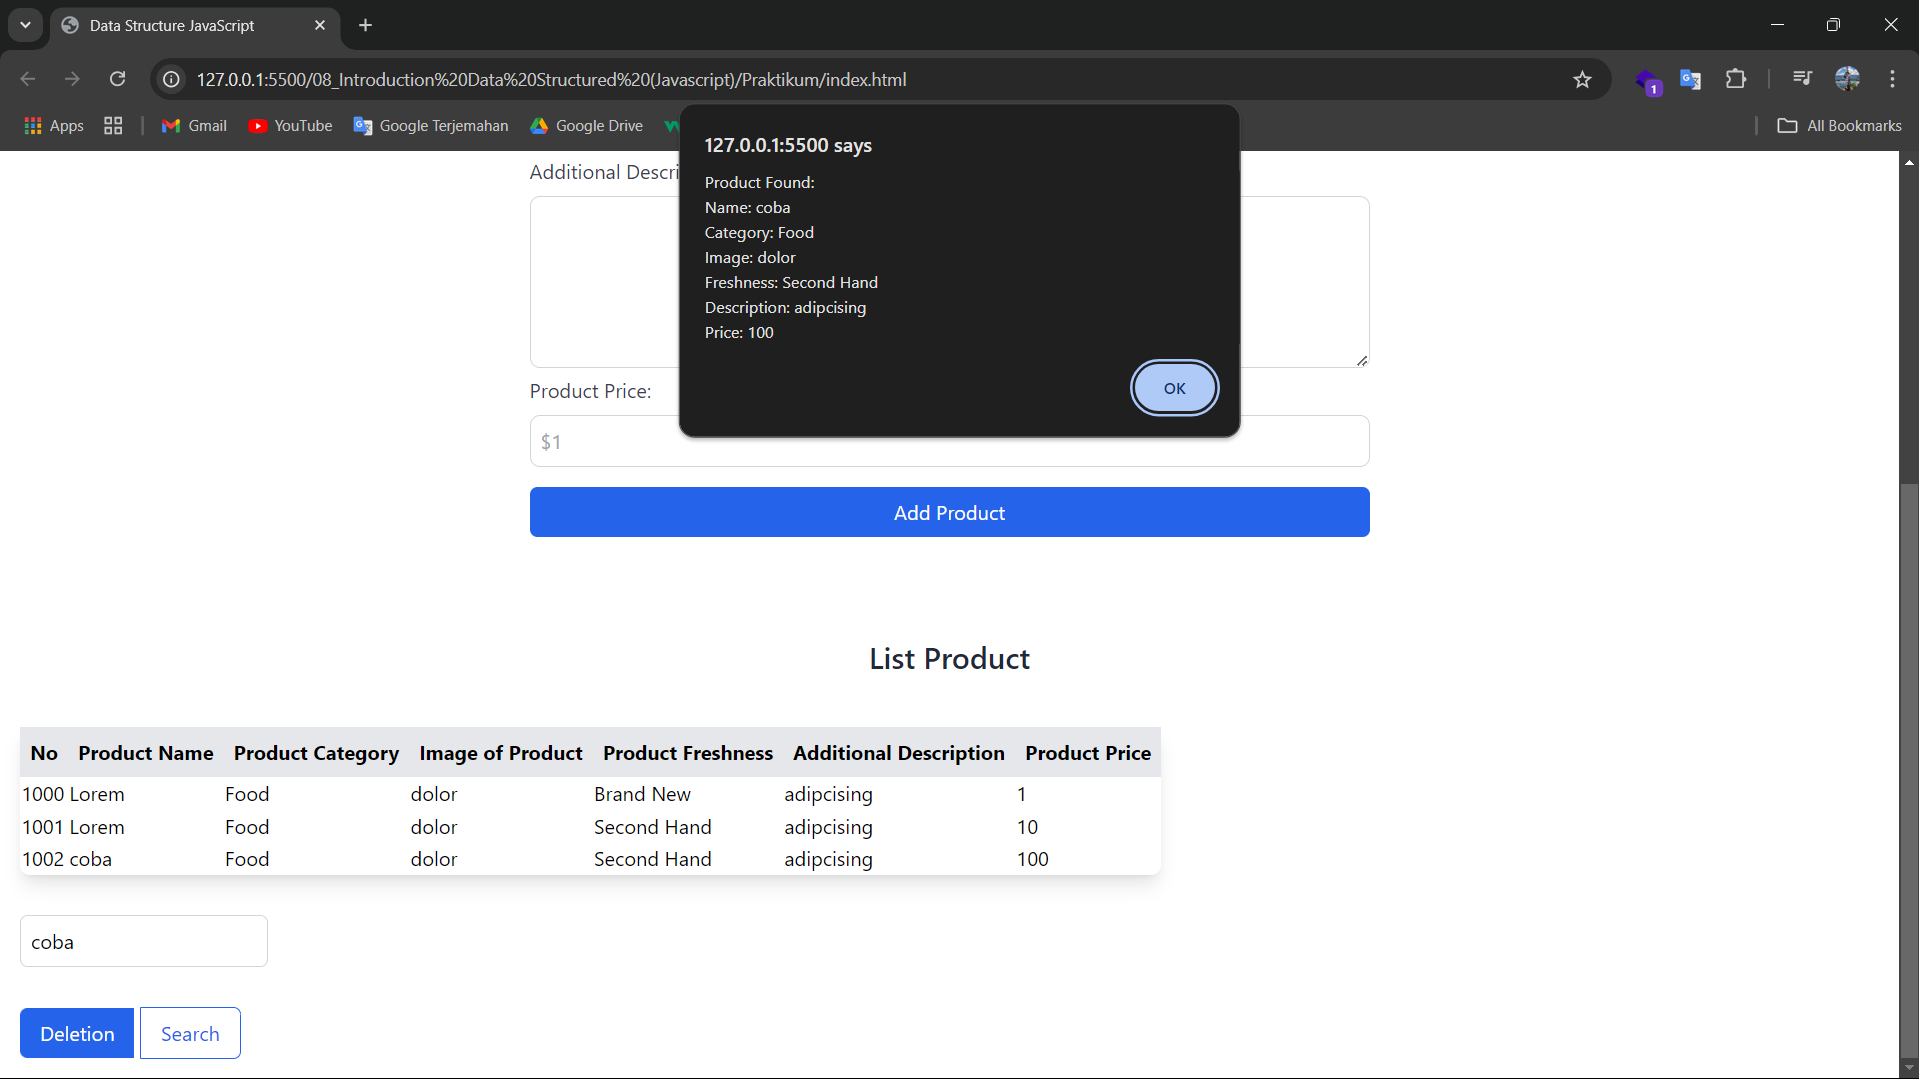 Data Structure JavaScript
127.0.0.1:5500/08_Introduction%20Data%20Structured%20(Javascript)/Praktikum/index.html
1
Apps Gmail YouTube Google Terjemahan Google Drive All Bookmarks
127.0.0.1:5500 says
Product Found:
Name: coba
Category: Food
Image: dolor
Freshness: Second Hand
Description: adipcising
Price: 100
OK
Additional Descri
Product Price:
$1
Add Product
List Product
No Product Name Product Category Image of Product Product Freshness Additional Description Product Price
1000 Lorem Food dolor Brand New adipcising 1
1001 Lorem Food dolor Second Hand adipcising 10
1002 coba Food dolor Second Hand adipcising 100
coba
Deletion Search